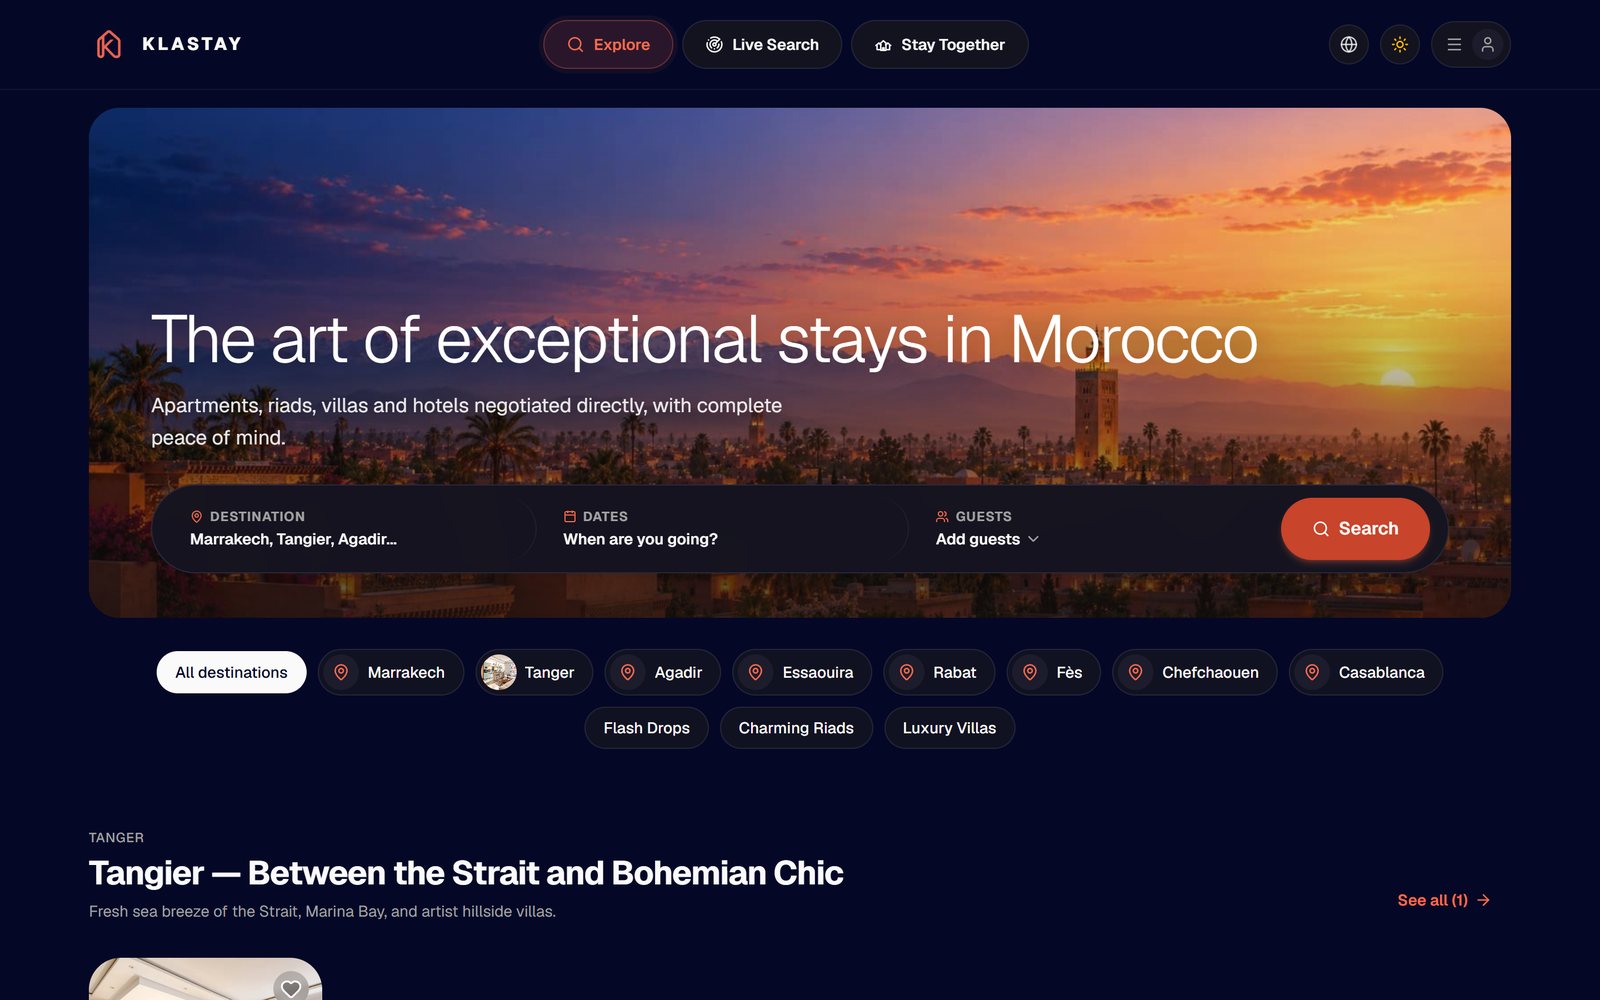 KLASTAY
Explore
Live Search
Stay Together
The art of exceptional stays in Morocco
Apartments, riads, villas and hotels negotiated directly, with complete
peace of mind.
DESTINATION
Marrakech, Tangier, Agadir...
DATES
When are you going?
GUESTS
Add guests
Search
All destinations
Marrakech
Tanger
Agadir
Essaouira
Rabat
Fès
Chefchaouen
Casablanca
Flash Drops
Charming Riads
Luxury Villas
TANGER
Tangier — Between the Strait and Bohemian Chic
Fresh sea breeze of the Strait, Marina Bay, and artist hillside villas.
See all (1)